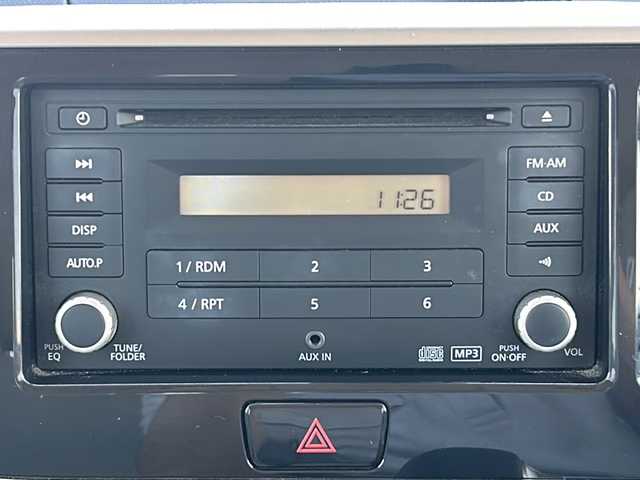 FM·AM
DISP
CD
AUTO.P
AUX
11:26
1 / RDM 2 3
4 / RPT 5 6
PUSH
EQ
TUNE/
FOLDER
AUX IN
disc
MP3
PUSH
ON·OFF
VOL